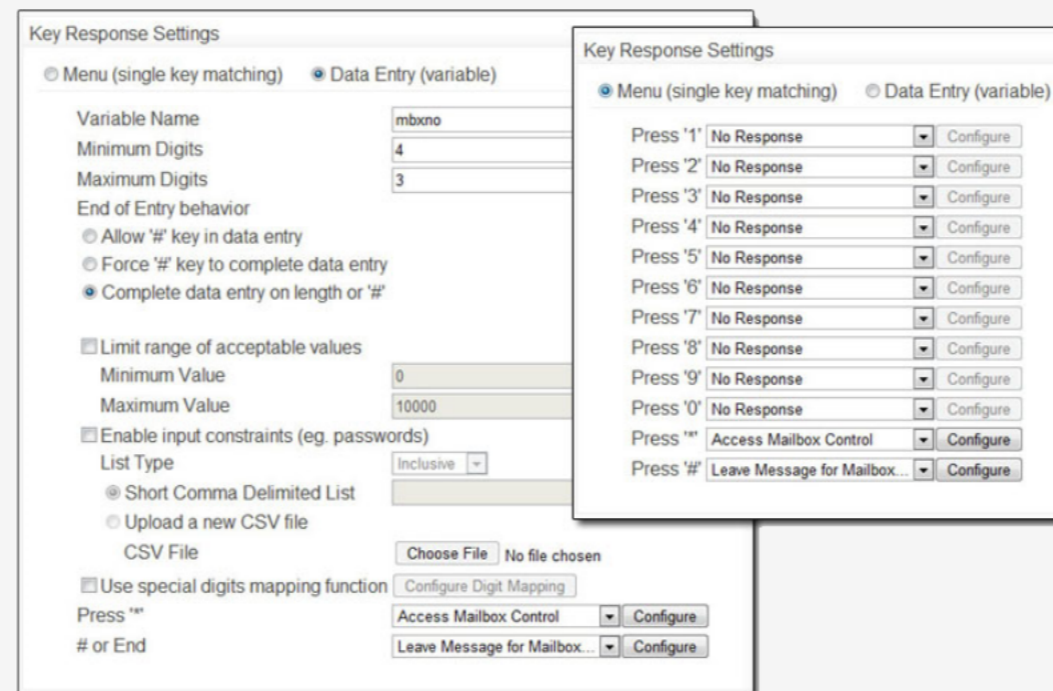 Key Response Settings
Menu (single key matching) Data Entry (variable)
Variable Name mbxno
Minimum Digits 4
Maximum Digits 3
End of Entry behavior
Allow '#' key in data entry
Force '#' key to complete data entry
Complete data entry on length or '#'
Limit range of acceptable values
Minimum Value 0
Maximum Value 10000
Enable input constraints (eg. passwords)
List Type Inclusive
Short Comma Delimited List
Upload a new CSV file
CSV File Choose File No file chosen
Use special digits mapping function Configure Digit Mapping
Press '*' Access Mailbox Control Configure
# or End Leave Message for Mailbox... Configure
Key Response Settings
Menu (single key matching) Data Entry (variable)
Press '1' No Response Configure
Press '2' No Response Configure
Press '3' No Response Configure
Press '4' No Response Configure
Press '5' No Response Configure
Press '6' No Response Configure
Press '7' No Response Configure
Press '8' No Response Configure
Press '9' No Response Configure
Press '0' No Response Configure
Press '*' Access Mailbox Control Configure
Press '#' Leave Message for Mailbox... Configure